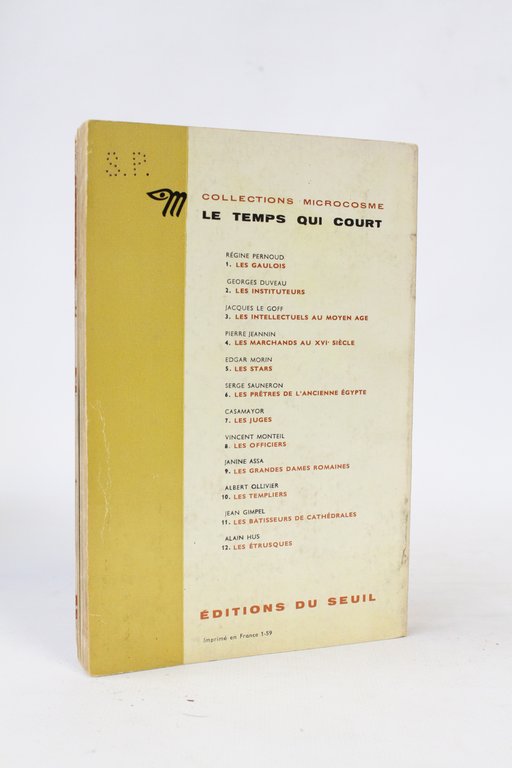 S.P.
COLLECTIONS MICROCOSME
LE TEMPS QUI COURT
RÉGINE PERNOUD
1. LES GAULOIS
GEORGES DUVEAU
2. LES INSTITUTEURS
JACQUES LE GOFF
3. LES INTELLECTUELS AU MOYEN AGE
PIERRE JEANNIN
4. LES MARCHANDS AU XVIᵉ SIÈCLE
EDGAR MORIN
5. LES STARS
SERGE SAUNERON
6. LES PRÊTRES DE L'ANCIENNE ÉGYPTE
CASAMAYOR
7. LES JUGES
VINCENT MONTEIL
8. LES OFFICIERS
JANINE ASSA
9. LES GRANDES DAMES ROMAINES
ALBERT OLLIVIER
10. LES TEMPLIERS
JEAN GIMPEL
11. LES BATISSEURS DE CATHÉDRALES
ALAIN HUS
12. LES ÉTRUSQUES
ÉDITIONS DU SEUIL
Imprimé en France 1-59